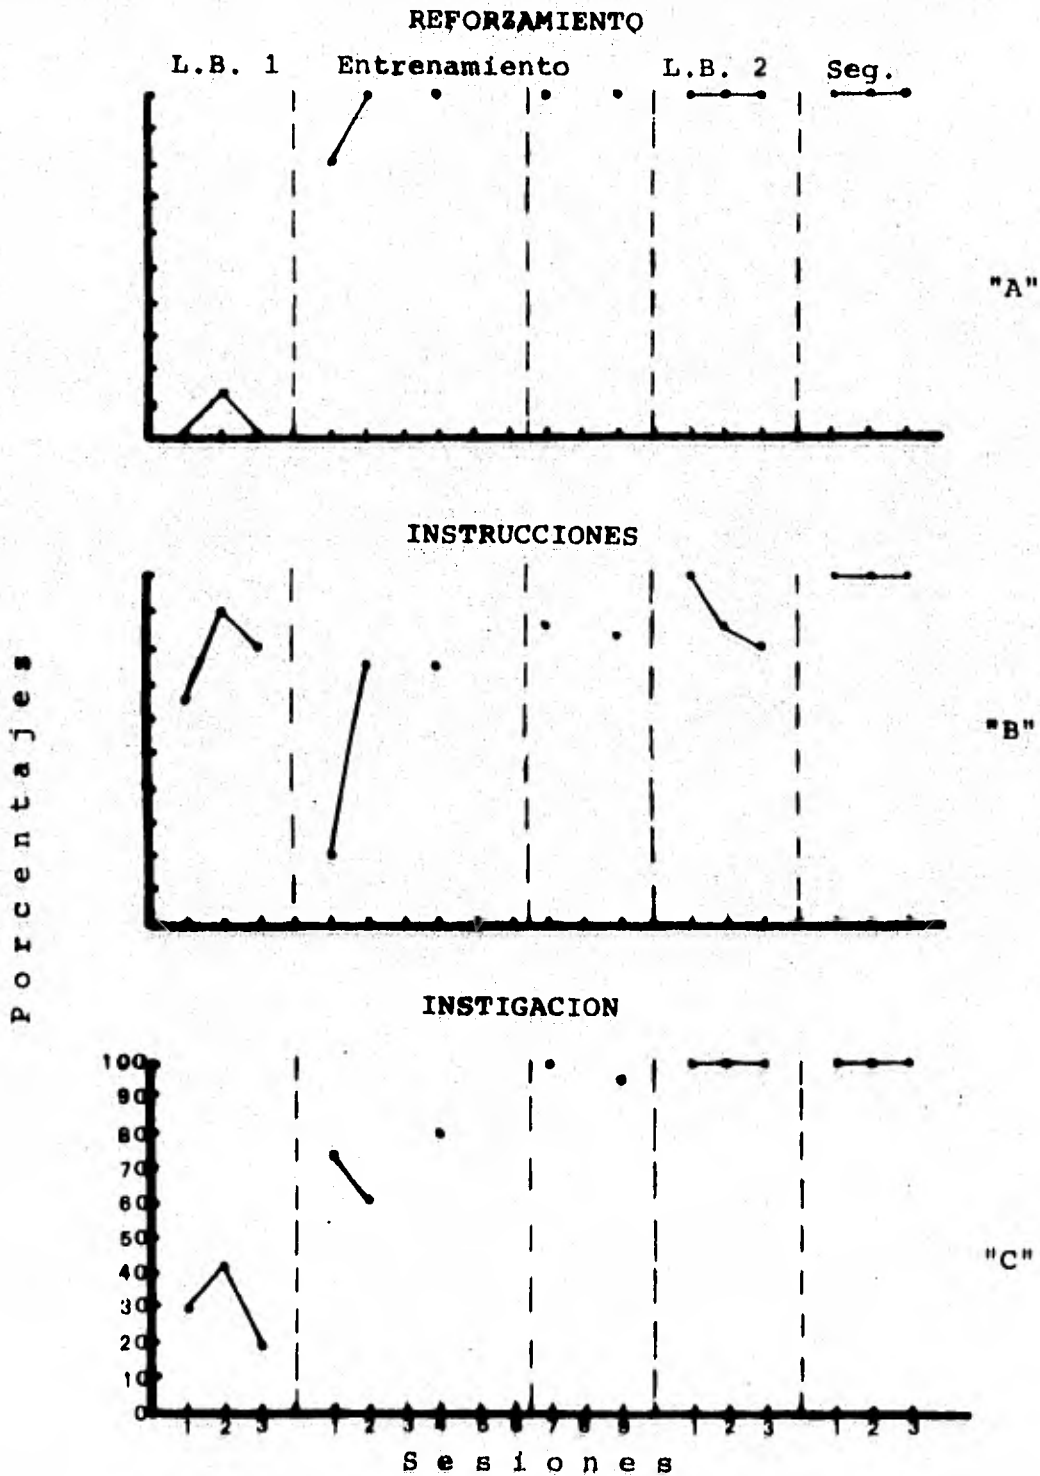 REFORZAMIENTO
L.B. 1 Entrenamiento L.B. 2 Seg.
"A"
INSTRUCCIONES
"B"
Porcentajes
INSTIGACION
100
90
80
70
60
50
40
30
20
10
0
"C"
1 2 3 1 2 3 4 5 6 7 8 9 1 2 3 1 2 3
Sesiones